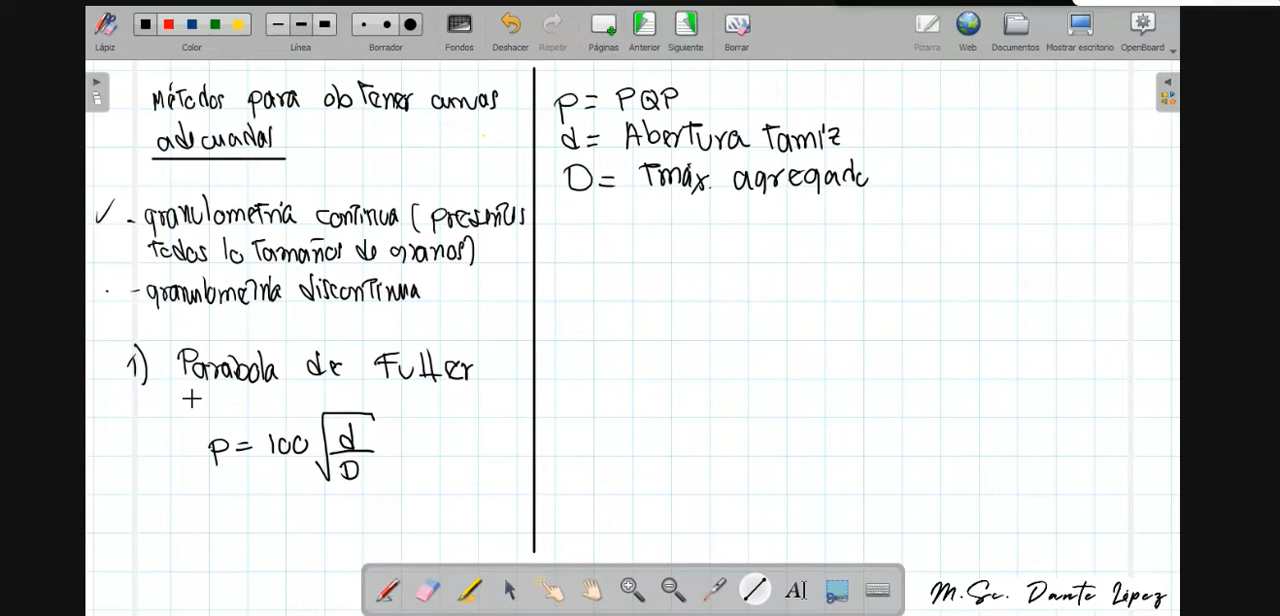 Lápiz
Color
Línea
Borrador
Fondos
Deshacer
Repetir
Páginas
Anterior
Siguiente
Borrar
Pizarra
Web
Documentos
Mostrar escritorio
OpenBoard
Métodos para obtener curvas
adecuadas
✓ - granulometría continua (presentes
todos lo tamaños de granos)
- granulometría discontinua
1) Parabola de Fuller
+
p = 100 √(d/D)
p = PQP
d = Abertura Tamiz
D = Tmáx. agregado
AI
M.Sc. Dante López